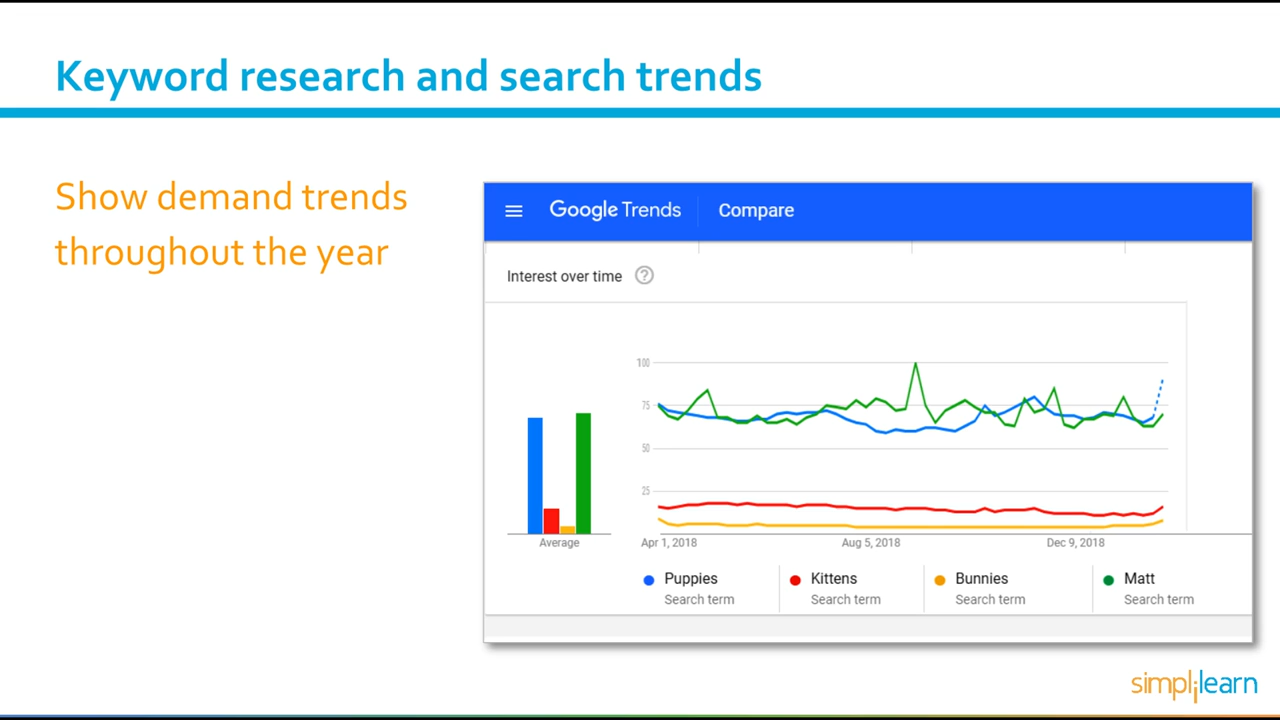 Keyword research and search trends
Show demand trends
throughout the year
Google Trends Compare
Interest over time ?
100
75
50
25
Average
Apr 1, 2018 Aug 5, 2018 Dec 9, 2018
Puppies Kittens Bunnies Matt
Search term Search term Search term Search term
simplilearn